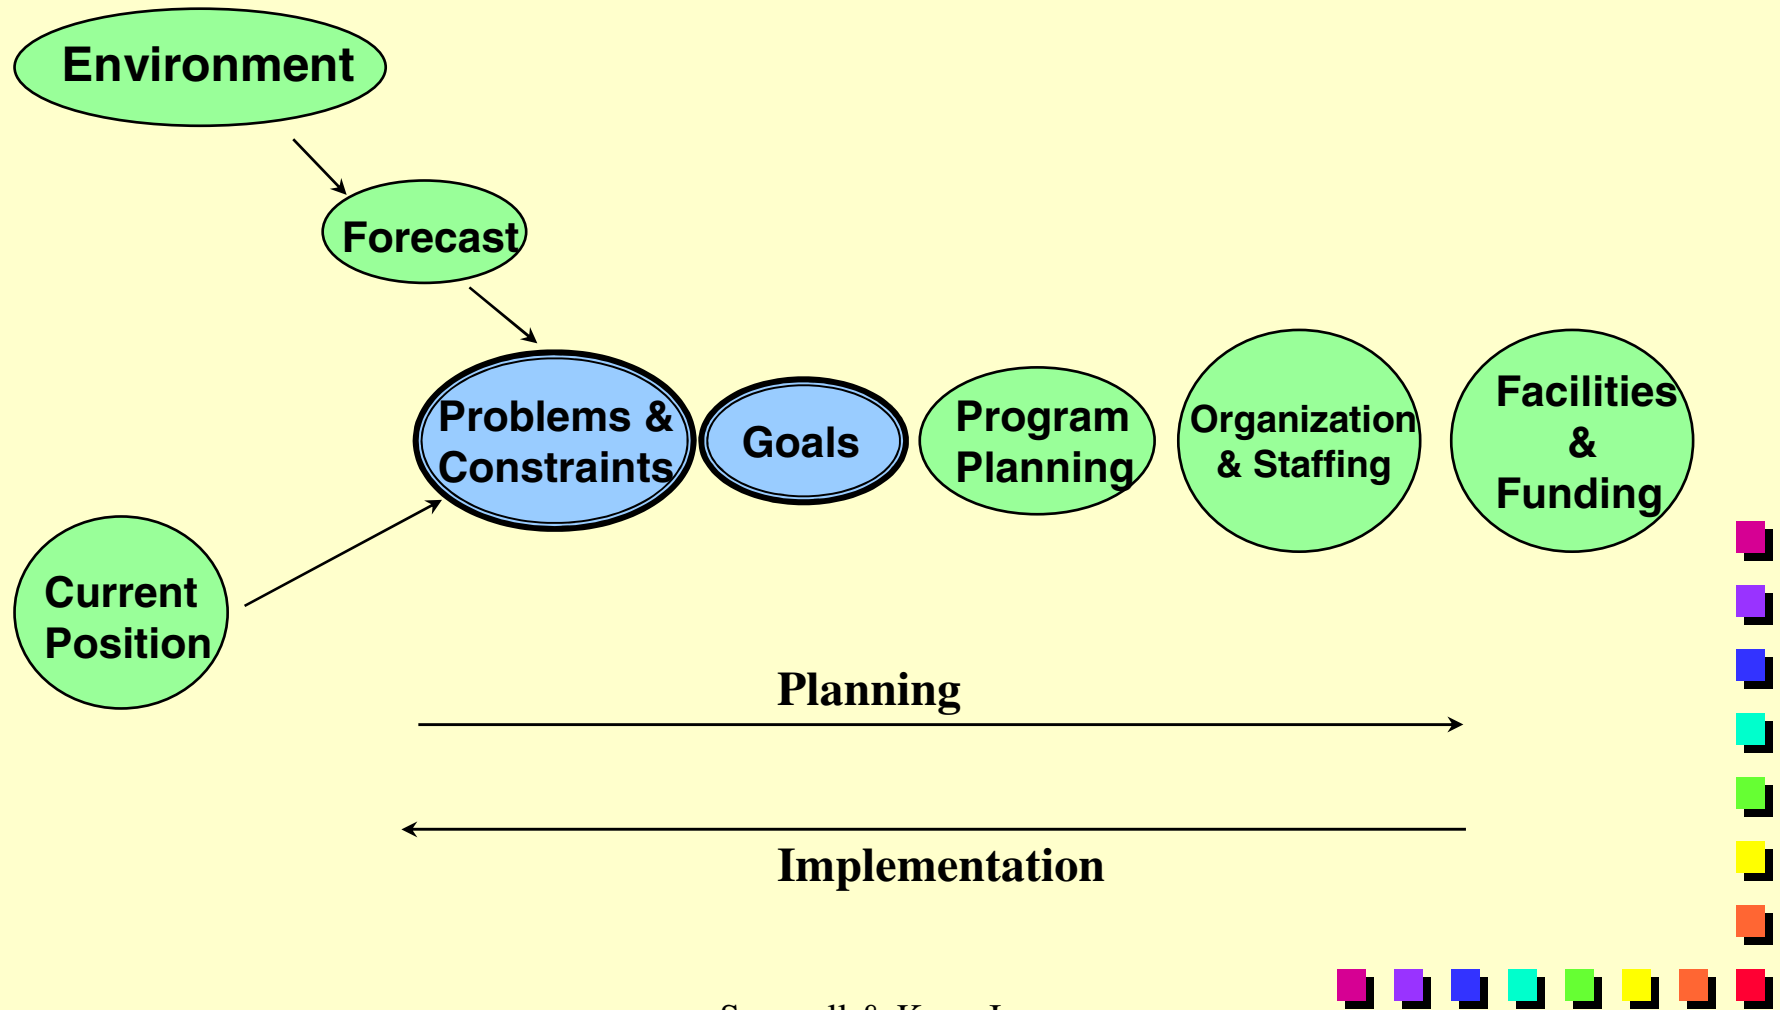 Environment
Forecast
Problems &
Constraints
Goals
Program
Planning
Organization
& Staffing
Facilities
&
Funding
Current
Position
Planning
Implementation